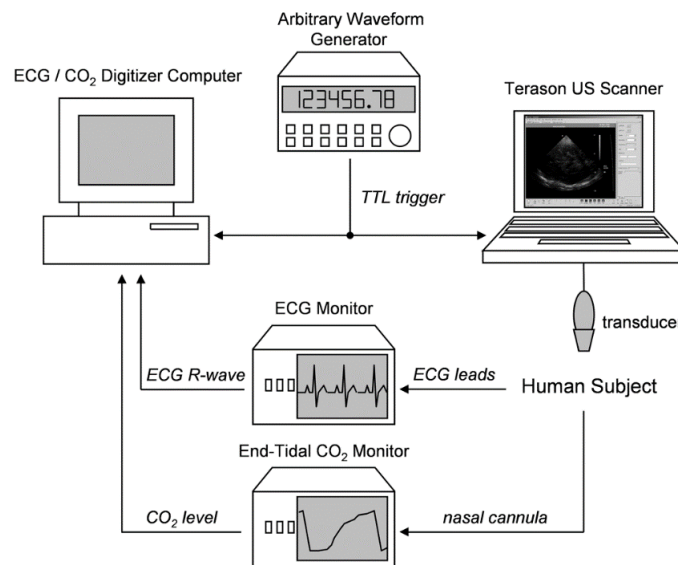 Arbitrary Waveform
Generator
ECG / CO₂ Digitizer Computer
123456.78
Terason US Scanner
TTL trigger
ECG Monitor
transducer
ECG R-wave
ECG leads
Human Subject
End-Tidal CO₂ Monitor
CO₂ level
nasal cannula